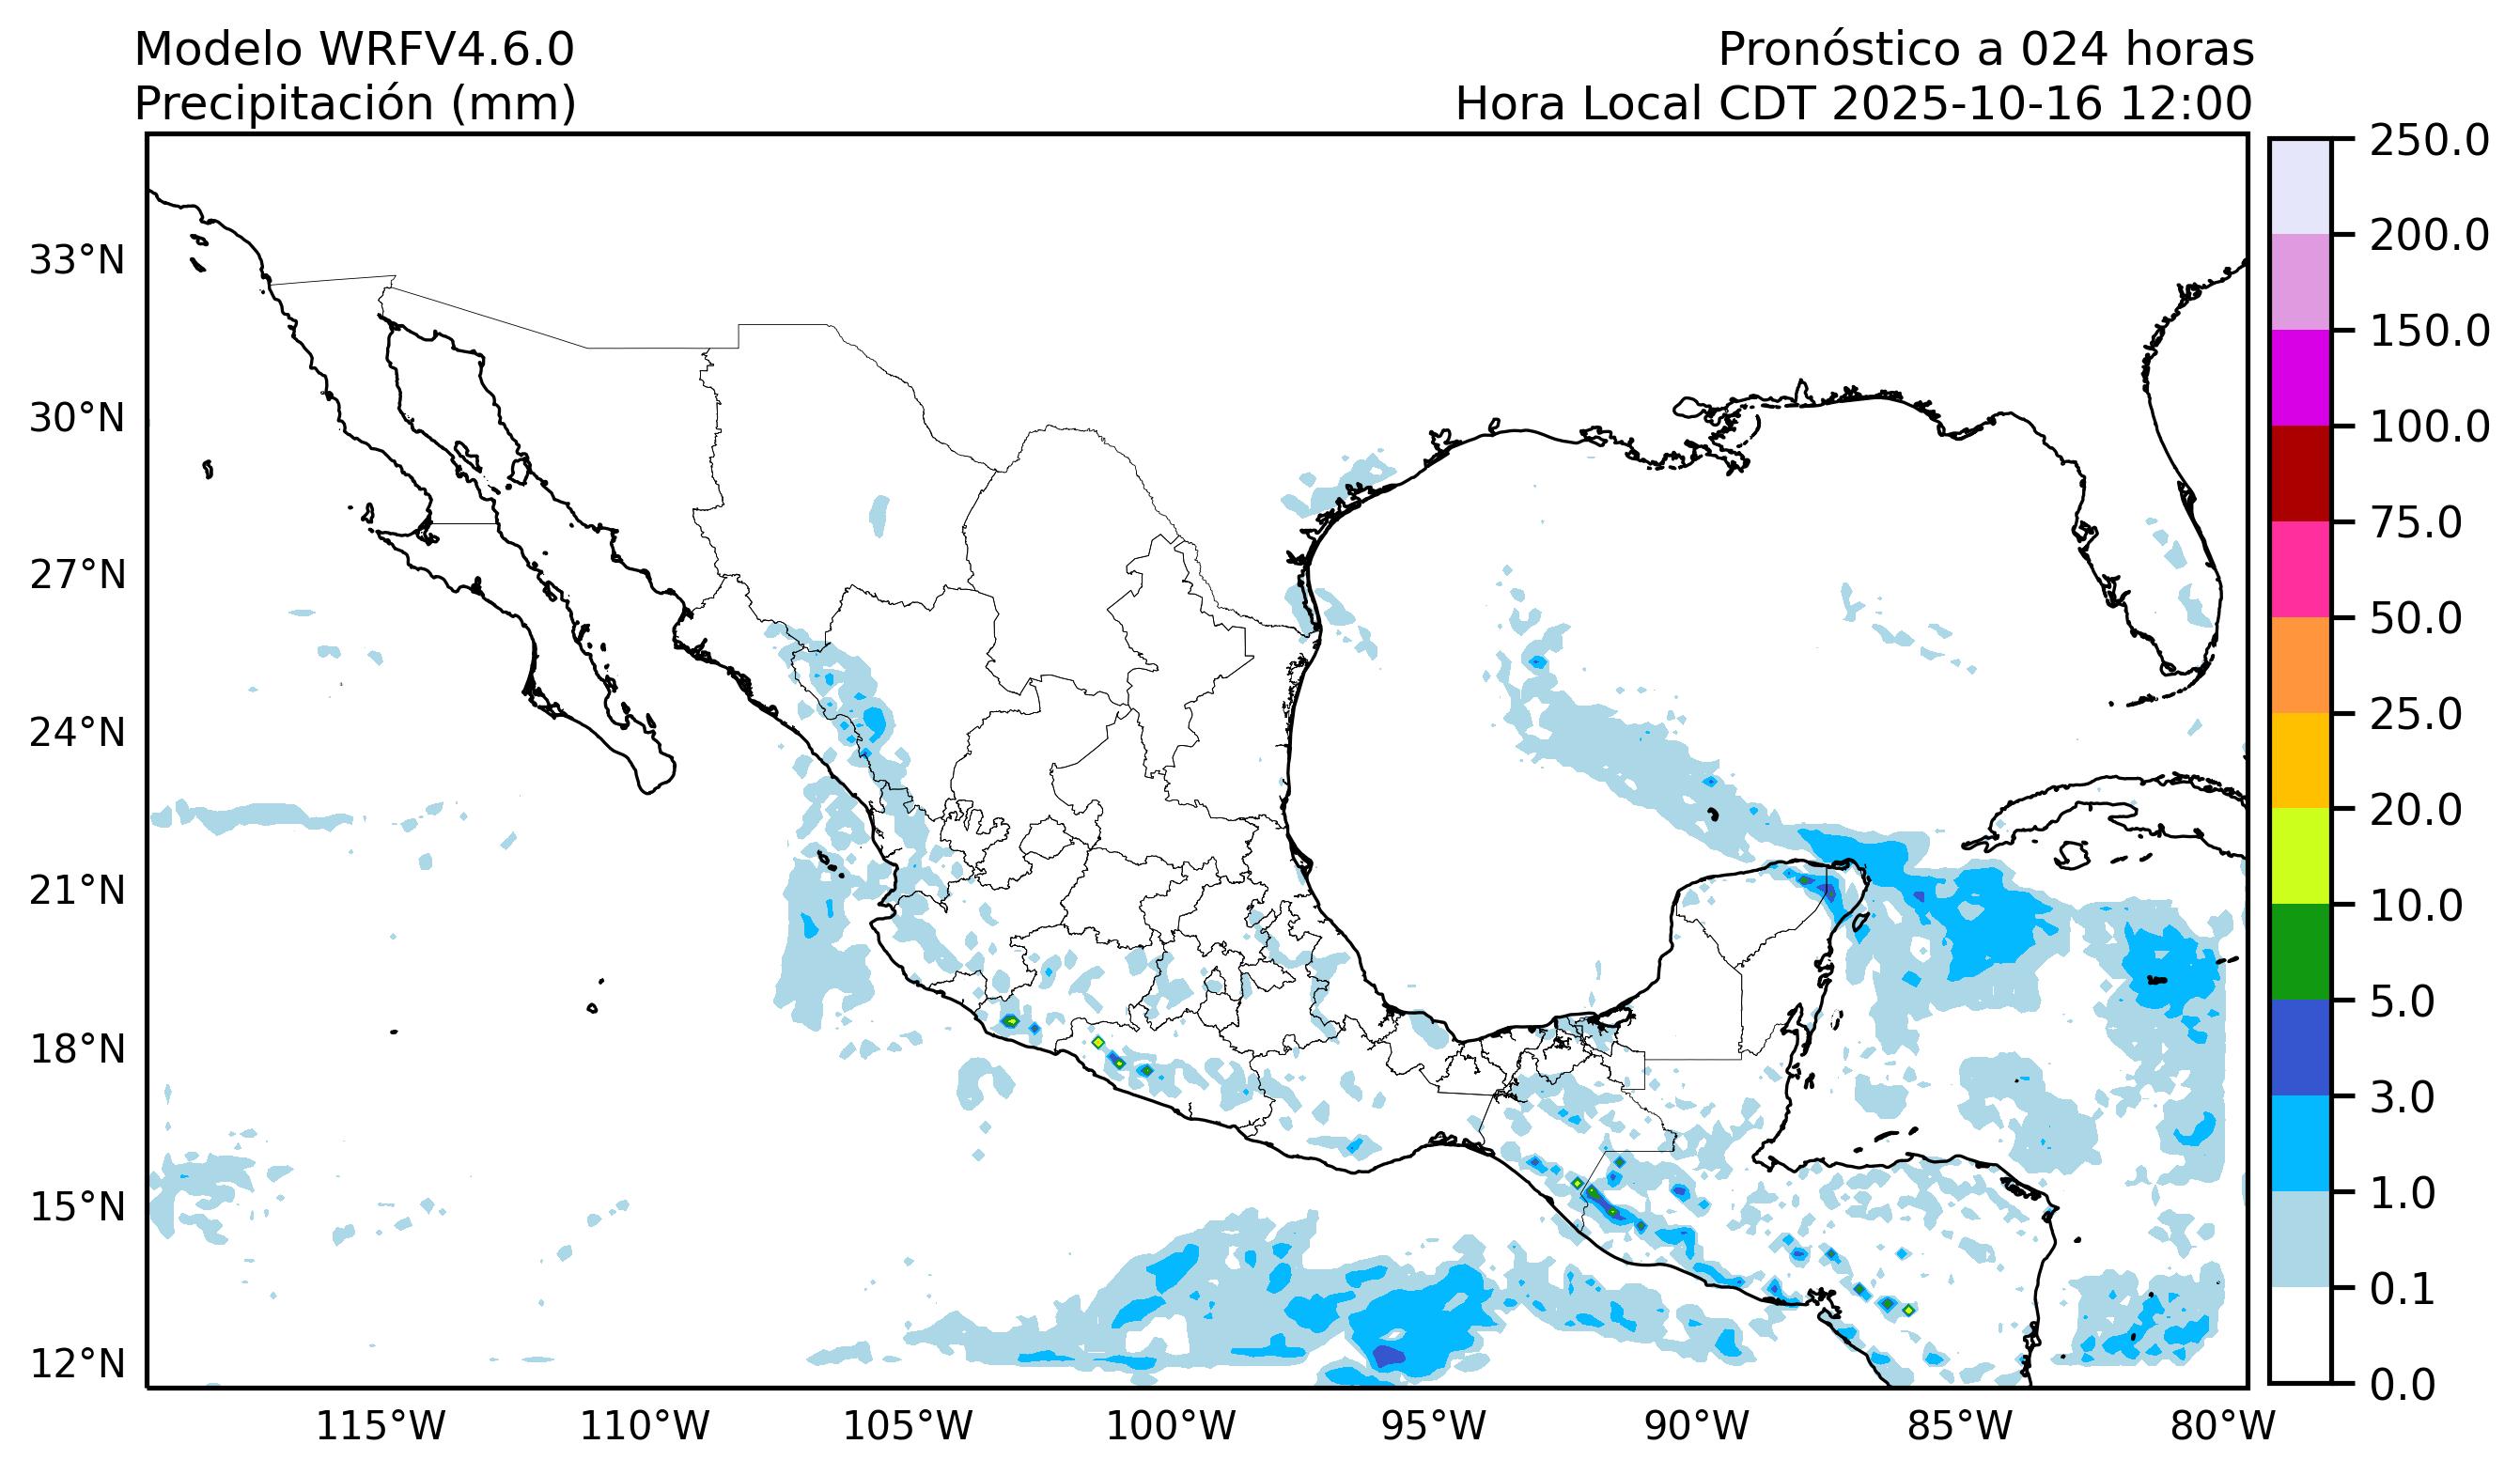 Modelo WRFV4.6.0
Precipitación (mm)
Pronóstico a 024 horas
Hora Local CDT 2025-10-16 12:00
33°N
30°N
27°N
24°N
21°N
18°N
15°N
12°N
115°W
110°W
105°W
100°W
95°W
90°W
85°W
80°W
250.0
200.0
150.0
100.0
75.0
50.0
25.0
20.0
10.0
5.0
3.0
1.0
0.1
0.0